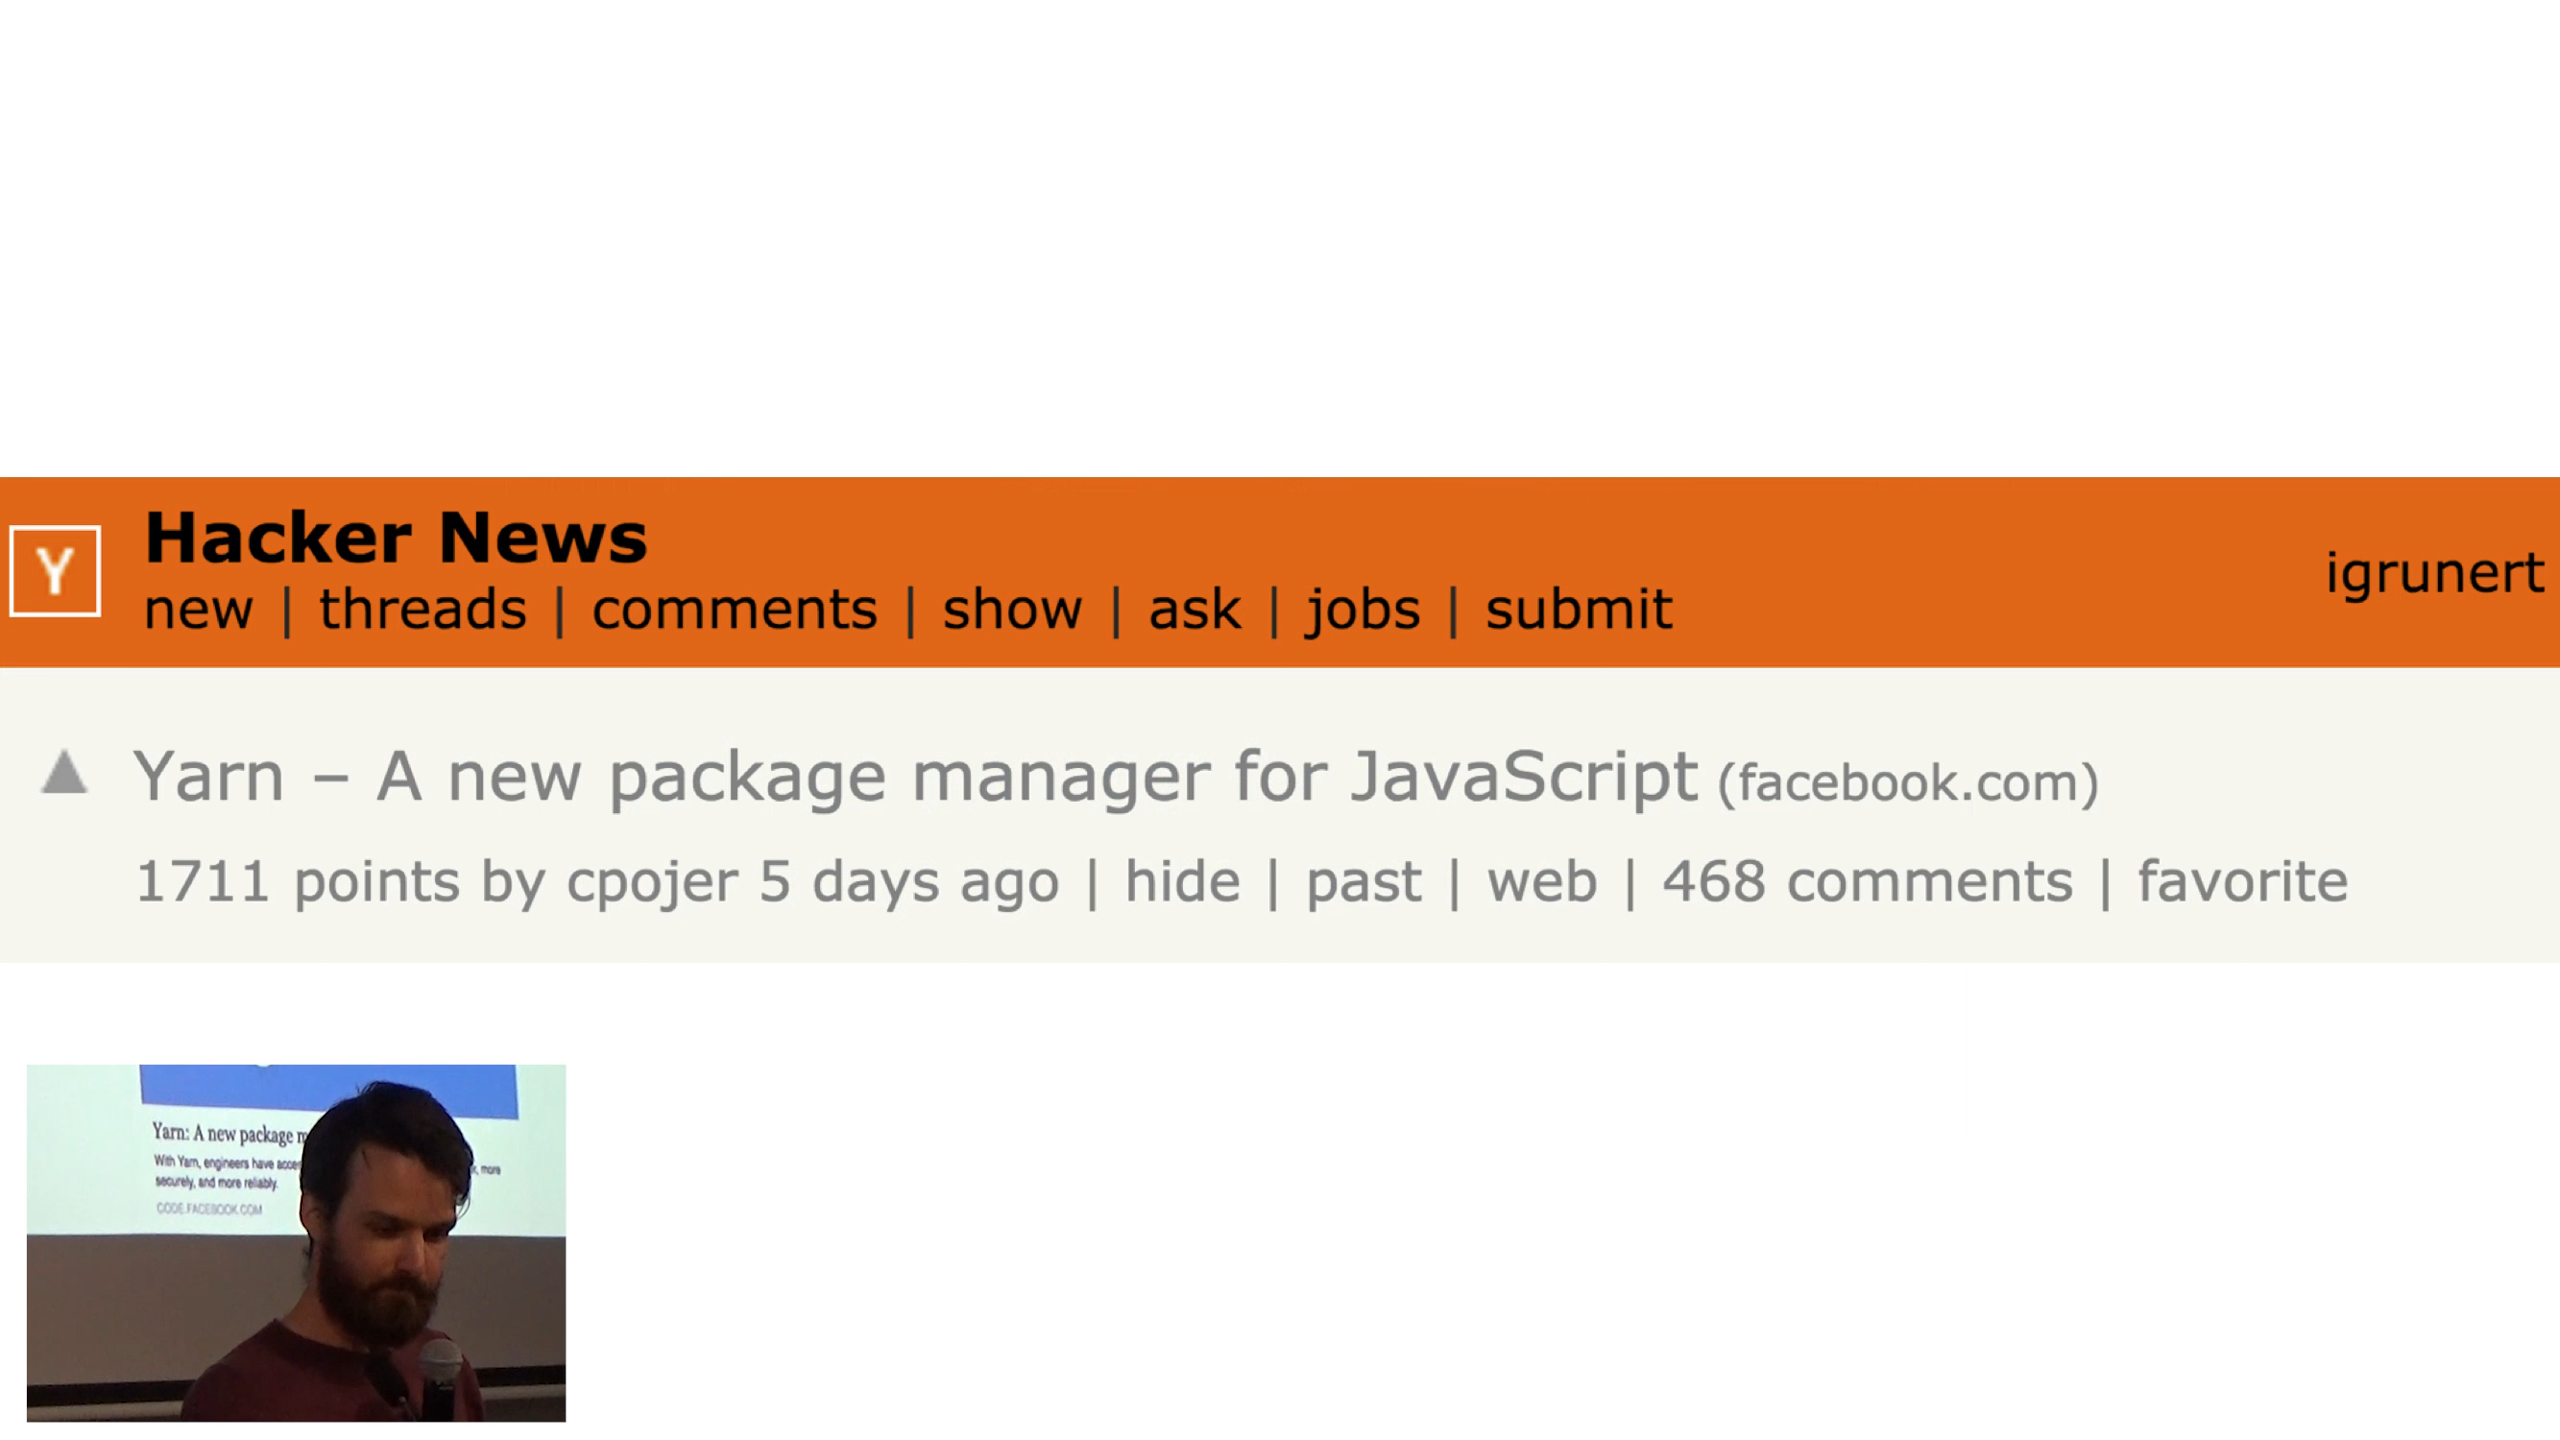 Y
Hacker News
new | threads | comments | show | ask | jobs | submit
igrunert
Yarn – A new package manager for JavaScript (facebook.com)
1711 points by cpojer 5 days ago | hide | past | web | 468 comments | favorite
Yarn: A new package
With Yarn, engineers have
more
securely, and more reliably.
CODE.FACEBOOK.COM